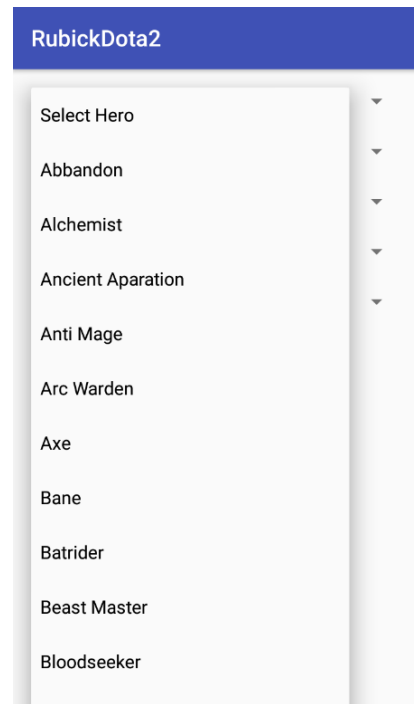 RubickDota2
Select Hero
Abbandon
Alchemist
Ancient Aparation
Anti Mage
Arc Warden
Axe
Bane
Batrider
Beast Master
Bloodseeker